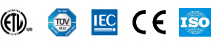 ETL TÜV IEC CE ISO